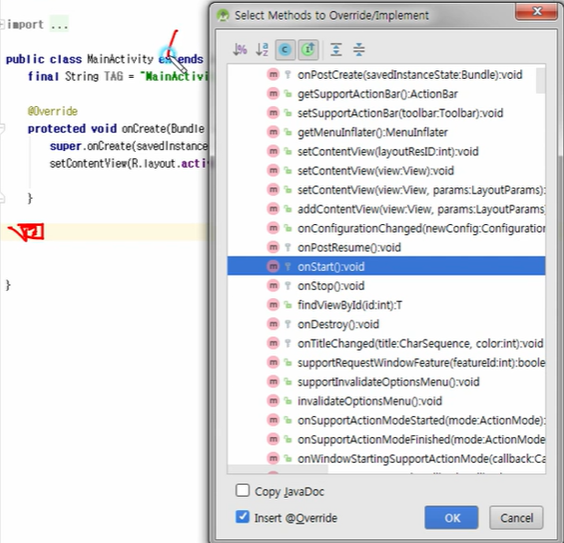 import ...
public class MainActivity extends
final String TAG = "MainActivi
@Override
protected void onCreate(Bundle
super.onCreate(savedInstance
setContentView(R.layout.activ
}
}
Select Methods to Override/Implement
onPostCreate(savedInstanceState:Bundle):void
getSupportActionBar():ActionBar
setSupportActionBar(toolbar:Toolbar):void
getMenuInflater():MenuInflater
setContentView(layoutResID:int):void
setContentView(view:View):void
setContentView(view:View, params:LayoutParams):
addContentView(view:View, params:LayoutParams):
onConfigurationChanged(newConfig:Configuration
onPostResume():void
onStart():void
onStop():void
findViewById(id:int):T
onDestroy():void
onTitleChanged(title:CharSequence, color:int):void
supportRequestWindowFeature(featureId:int):boole
supportInvalidateOptionsMenu():void
invalidateOptionsMenu():void
onSupportActionModeStarted(mode:ActionMode):
onSupportActionModeFinished(mode:ActionMode
onWindowStartingSupportActionMode(callback:Ca
Copy JavaDoc
Insert @Override
OK
Cancel